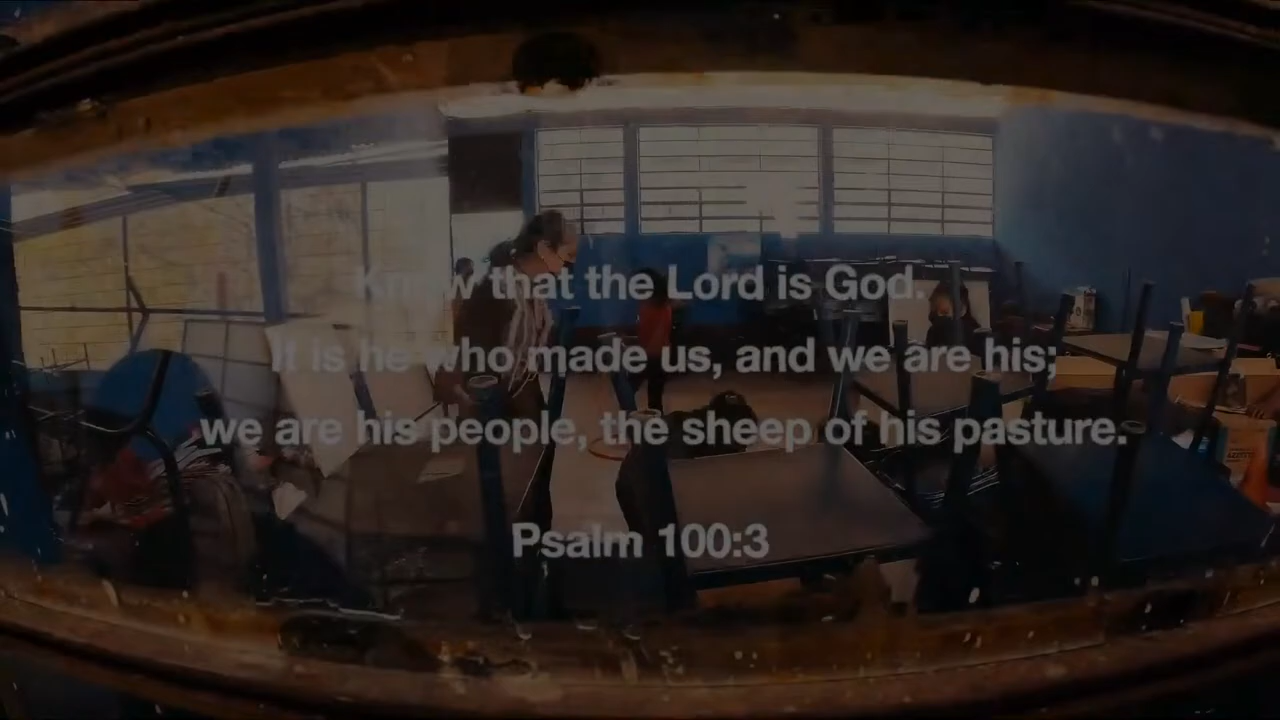 Know that the Lord is God.
It is he who made us, and we are his;
we are his people, the sheep of his pasture.
Psalm 100:3